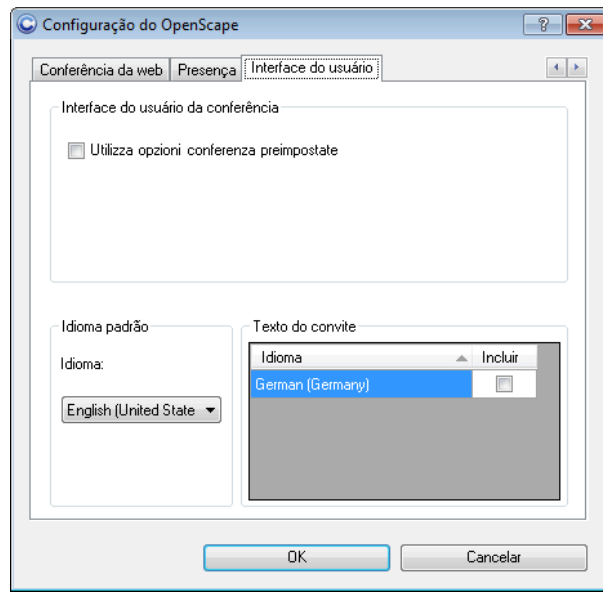 Configuração do OpenScape
Conferência da web Presença Interface do usuário
Interface do usuário da conferência
Utilizza opzioni conferenza preimpostate
Idioma padrão
Idioma:
English (United State
Texto do convite
Idioma Incluir
German (Germany)
OK Cancelar